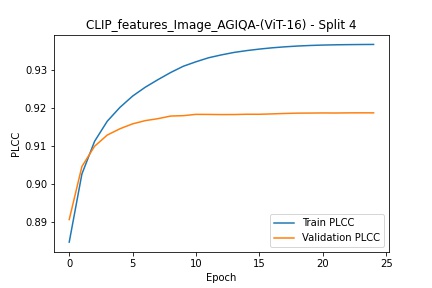 CLIP_features_Image_AGIQA-(ViT-16) - Split 4
PLCC
0.93
0.92
0.91
0.90
0.89
0
5
10
15
20
25
Epoch
Train PLCC
Validation PLCC